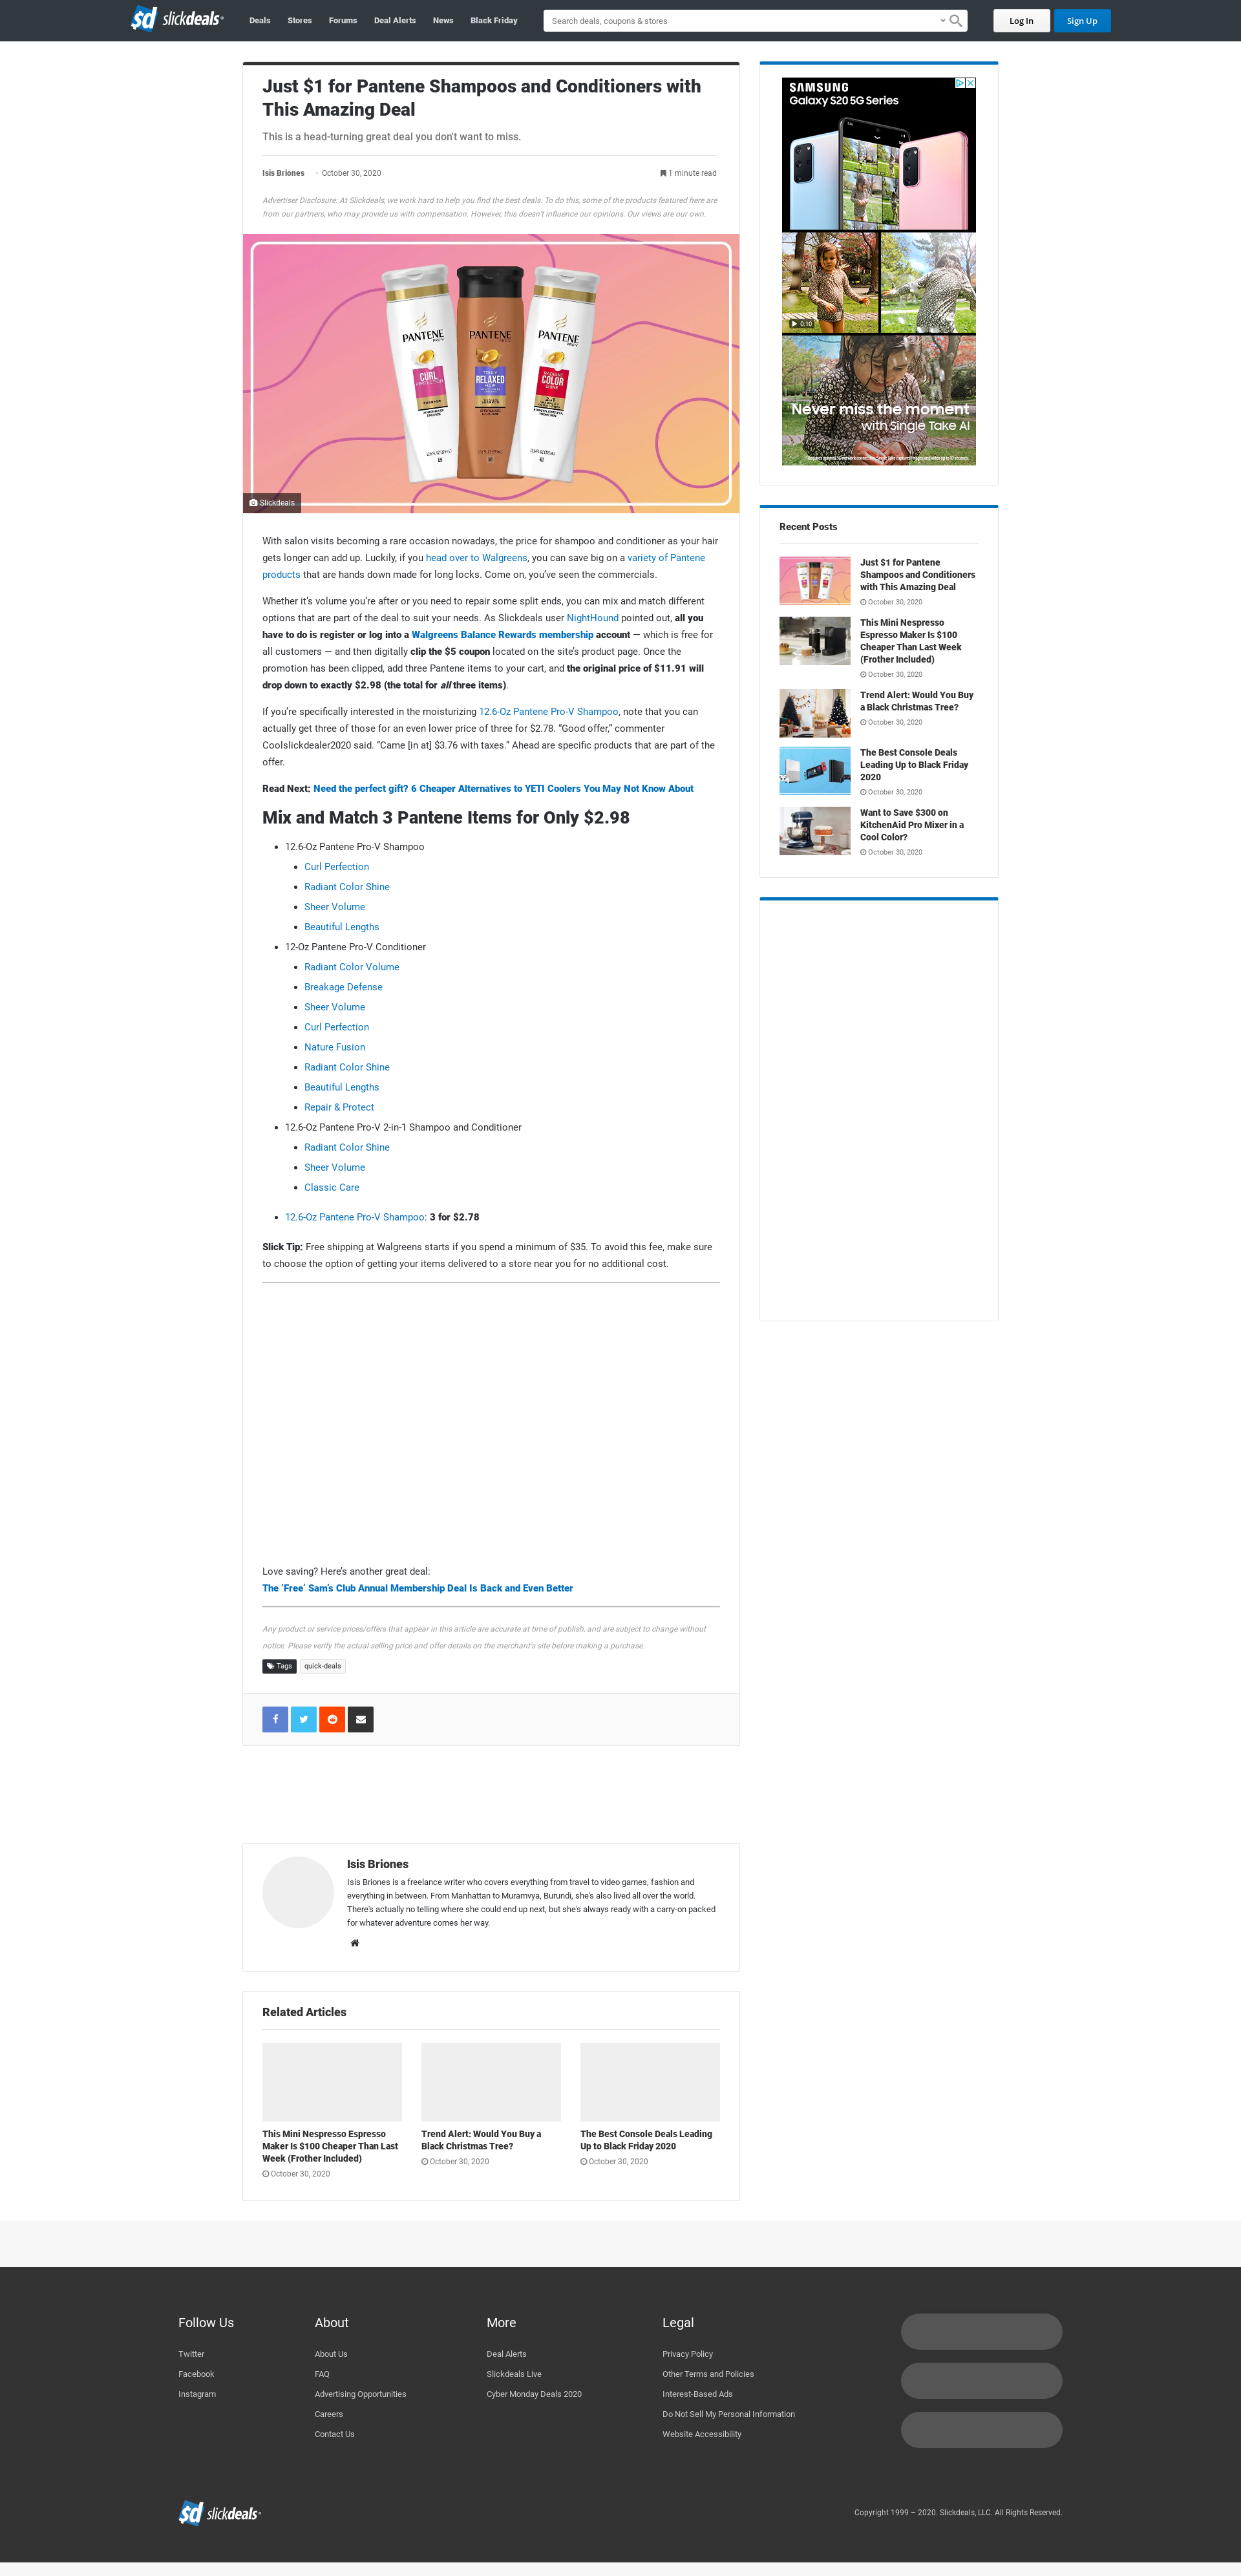 slickdeals
Deals
Stores
Forums
Deal Alerts
News
Black Friday
Search deals, coupons & stores
Log In
Sign Up
Just $1 for Pantene Shampoos and Conditioners with
This Amazing Deal
This is a head-turning great deal you don't want to miss.
Isis Briones
October 30, 2020
1 minute read
Advertiser Disclosure: At Slickdeals, we work hard to help you find the best deals. To do this, some of the products featured here are
from our partners, who may provide us with compensation. However, this doesn't influence our opinions. Our views are our own.
PANTENE
PRO-V
CURL
PERFECTION
PANTENE
PRO-V
TRULY
RELAXED
HAIR
PANTENE
PRO-V
RADIANT
COLOR
SHINE
2 in 1
Slickdeals
With salon visits becoming a rare occasion nowadays, the price for shampoo and conditioner as your hair
gets longer can add up. Luckily, if you head over to Walgreens, you can save big on a variety of Pantene
products that are hands down made for long locks. Come on, you've seen the commercials.
Whether it's volume you're after or you need to repair some split ends, you can mix and match different
options that are part of the deal to suit your needs. As Slickdeals user NightHound pointed out, all you
have to do is register or log into a Walgreens Balance Rewards membership account — which is free for
all customers — and then digitally clip the $5 coupon located on the site's product page. Once the
promotion has been clipped, add three Pantene items to your cart, and the original price of $11.91 will
drop down to exactly $2.98 (the total for all three items).
If you're specifically interested in the moisturizing 12.6-Oz Pantene Pro-V Shampoo, note that you can
actually get three of those for an even lower price of three for $2.78. "Good offer," commenter
Coolslickdealer2020 said. "Came [in at] $3.76 with taxes." Ahead are specific products that are part of the
offer.
Read Next: Need the perfect gift? 6 Cheaper Alternatives to YETI Coolers You May Not Know About
Mix and Match 3 Pantene Items for Only $2.98
12.6-Oz Pantene Pro-V Shampoo
Curl Perfection
Radiant Color Shine
Sheer Volume
Beautiful Lengths
12-Oz Pantene Pro-V Conditioner
Radiant Color Volume
Breakage Defense
Sheer Volume
Curl Perfection
Nature Fusion
Radiant Color Shine
Beautiful Lengths
Repair & Protect
12.6-Oz Pantene Pro-V 2-in-1 Shampoo and Conditioner
Radiant Color Shine
Sheer Volume
Classic Care
12.6-Oz Pantene Pro-V Shampoo: 3 for $2.78
Slick Tip: Free shipping at Walgreens starts if you spend a minimum of $35. To avoid this fee, make sure
to choose the option of getting your items delivered to a store near you for no additional cost.
Love saving? Here's another great deal:
The 'Free' Sam's Club Annual Membership Deal Is Back and Even Better
Any product or service prices/offers that appear in this article are accurate at time of publish, and are subject to change without
notice. Please verify the actual selling price and offer details on the merchant's site before making a purchase.
Tags
quick-deals
Isis Briones
Isis Briones is a freelance writer who covers everything from travel to video games, fashion and
everything in between. From Manhattan to Muramvya, Burundi, she's also lived all over the world.
There's actually no telling where she could end up next, but she's always ready with a carry-on packed
for whatever adventure comes her way.
Related Articles
This Mini Nespresso Espresso
Maker Is $100 Cheaper Than Last
Week (Frother Included)
October 30, 2020
Trend Alert: Would You Buy a
Black Christmas Tree?
October 30, 2020
The Best Console Deals Leading
Up to Black Friday 2020
October 30, 2020
SAMSUNG
Galaxy S20 5G Series
0:10
Never miss the moment
with Single Take AI
Recent Posts
Just $1 for Pantene
Shampoos and Conditioners
with This Amazing Deal
October 30, 2020
This Mini Nespresso
Espresso Maker Is $100
Cheaper Than Last Week
(Frother Included)
October 30, 2020
Trend Alert: Would You Buy
a Black Christmas Tree?
October 30, 2020
The Best Console Deals
Leading Up to Black Friday
2020
October 30, 2020
Want to Save $300 on
KitchenAid Pro Mixer in a
Cool Color?
October 30, 2020
Follow Us
Twitter
Facebook
Instagram
About
About Us
FAQ
Advertising Opportunities
Careers
Contact Us
More
Deal Alerts
Slickdeals Live
Cyber Monday Deals 2020
Legal
Privacy Policy
Other Terms and Policies
Interest-Based Ads
Do Not Sell My Personal Information
Website Accessibility
slickdeals
Copyright 1999 – 2020. Slickdeals, LLC. All Rights Reserved.